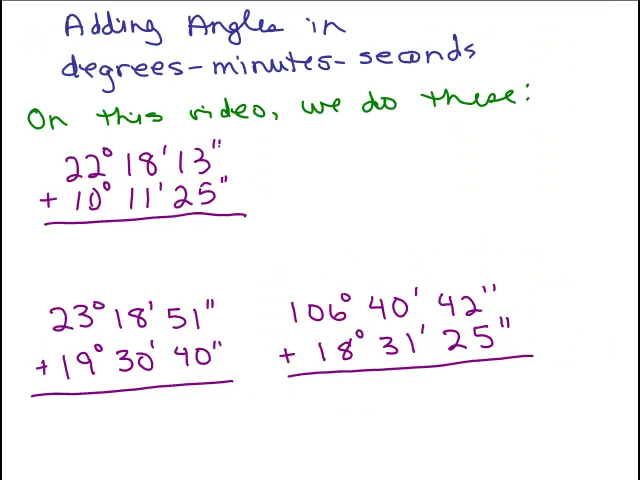 Adding Angles in
degrees-minutes-seconds
On this video, we do these:
22° 18' 13"
+ 10° 11' 25"
23° 18' 51"
+ 19° 30' 40"
106° 40' 42"
+ 18° 31' 25"